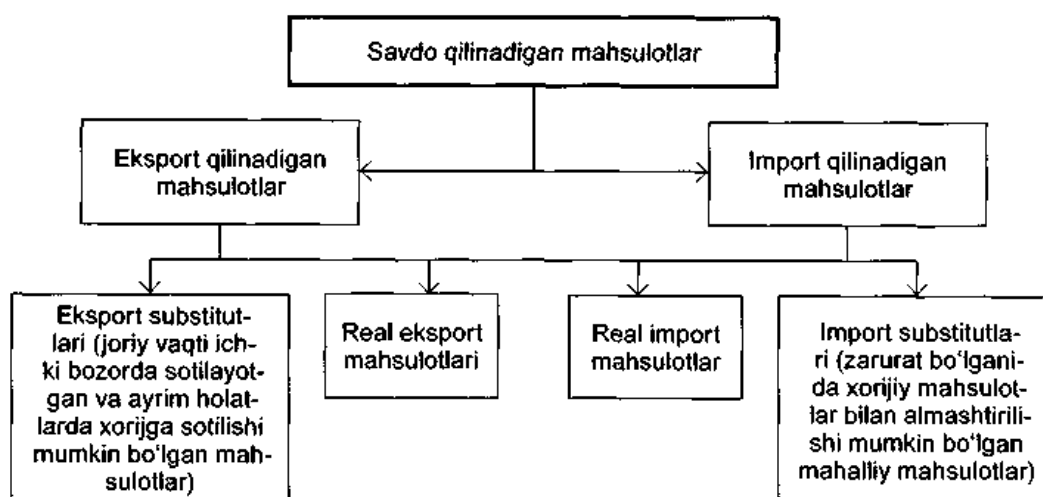 Savdo qilinadigan mahsulotlar
Eksport qilinadigan
mahsulotlar
Import qilinadigan
mahsulotlar
Eksport substitut-
lari (joriy vaqti ich-
ki bozorda sotilayot-
gan va ayrim holat-
larda xorijga sotilishi
mumkin bo‘lgan mah-
sulotlar)
Real eksport
mahsulotlari
Real import
mahsulotlar
Import substitutla-
ri (zarurat bo‘lgani-
da xorijiy mahsulot-
lar bilan almashtirili-
shi mumkin bo‘lgan
mahalliy mahsulotlar)